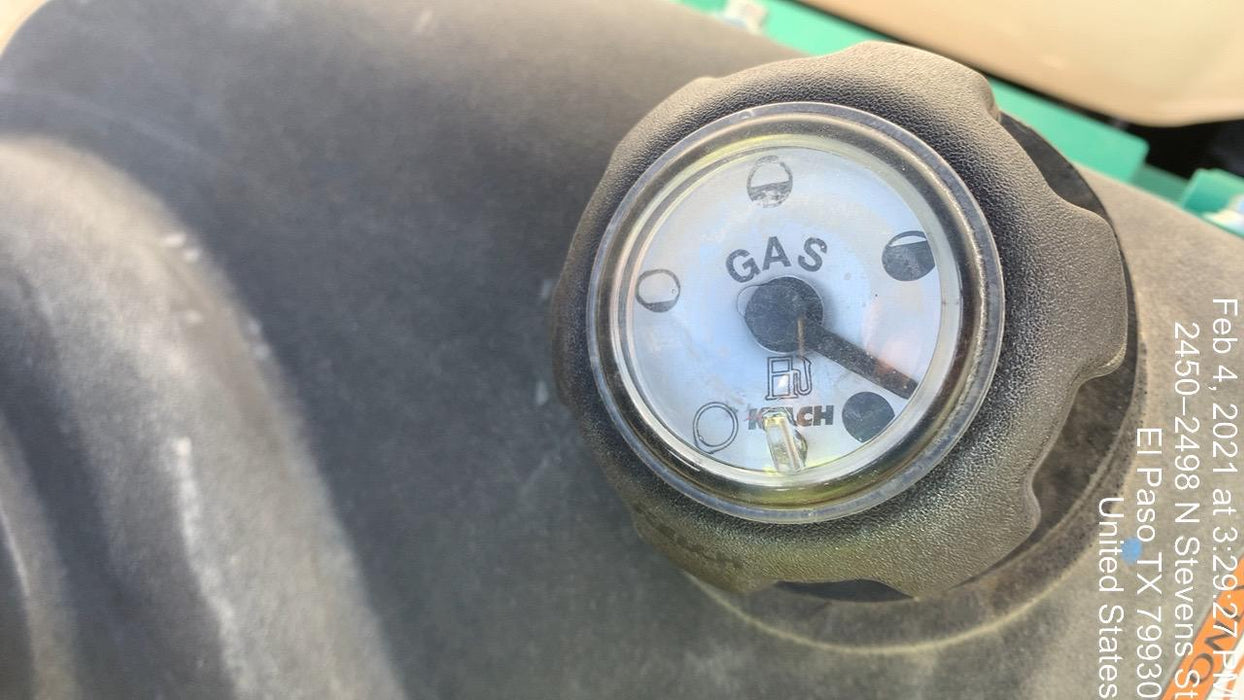 GAS
KELCH
Feb 4, 2021 at 3:29:27 PM
2450–2498 N Stevens St
El Paso TX 79930
United States